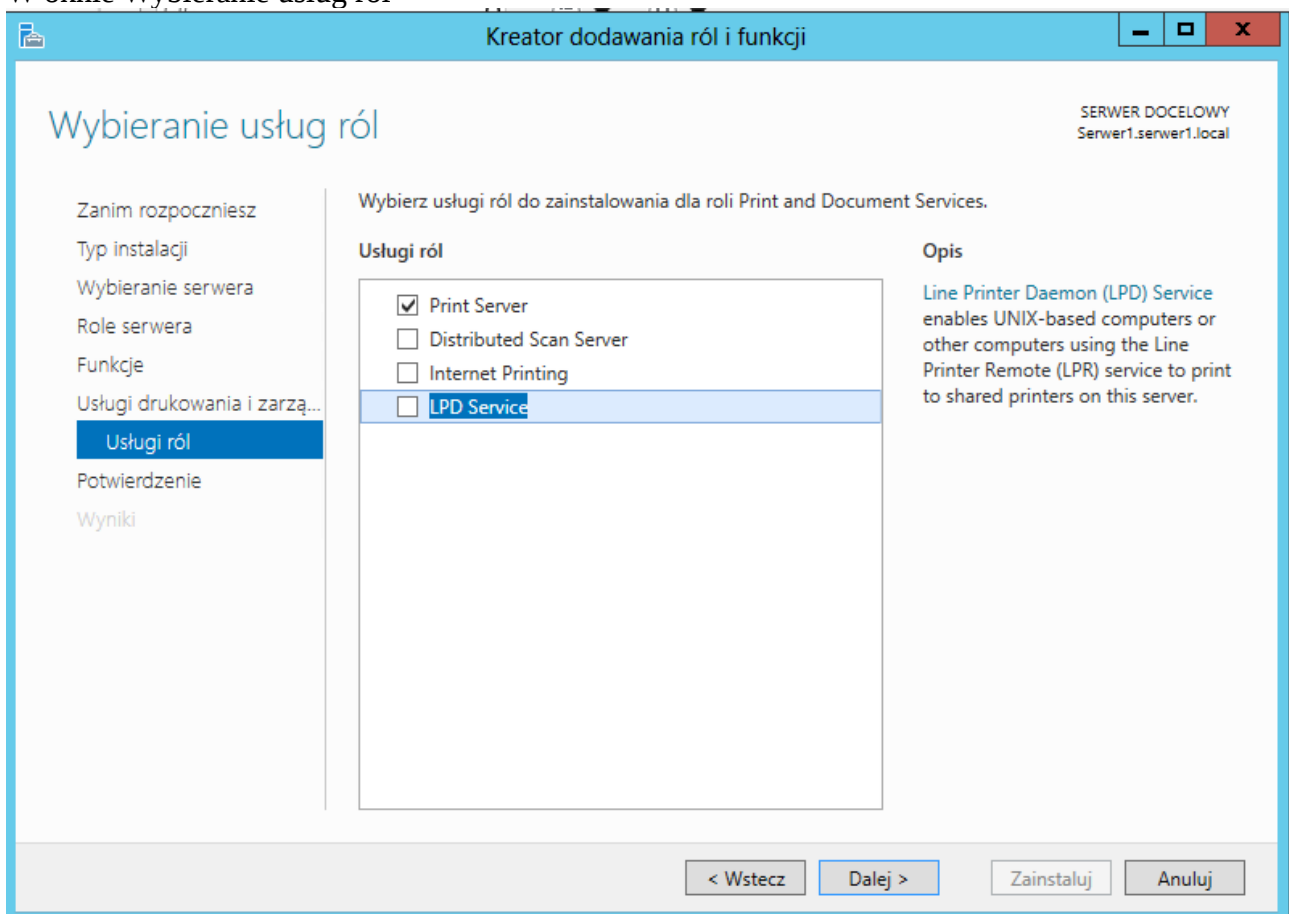 W oknie Wybieranie usług ról
Kreator dodawania ról i funkcji
Wybieranie usług ról
SERWER DOCELOWY
Serwer1.serwer1.local
Zanim rozpoczniesz
Typ instalacji
Wybieranie serwera
Role serwera
Funkcje
Usługi drukowania i zarzą...
Usługi ról
Potwierdzenie
Wyniki
Wybierz usługi ról do zainstalowania dla roli Print and Document Services.
Usługi ról
Print Server
Distributed Scan Server
Internet Printing
LPD Service
Opis
Line Printer Daemon (LPD) Service
enables UNIX-based computers or
other computers using the Line
Printer Remote (LPR) service to print
to shared printers on this server.
< Wstecz
Dalej >
Zainstaluj
Anuluj